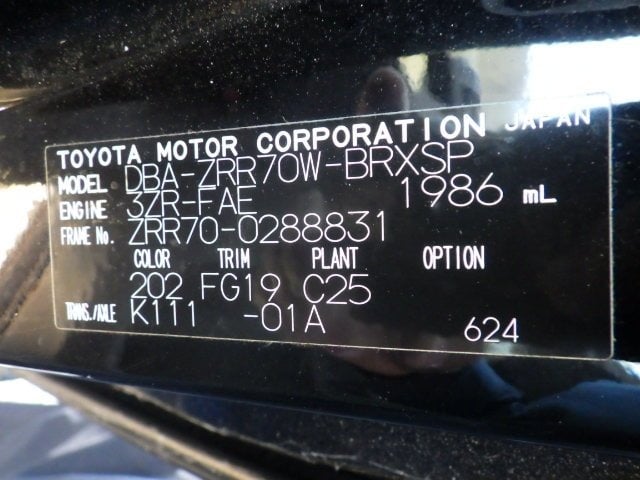 TOYOTA MOTOR CORPORATION JAPAN
MODEL DBA-ZRR70W-BRXSP
ENGINE 3ZR-FAE 1986 mL
FRAME No. ZRR70-0288831
COLOR TRIM PLANT OPTION
202 FG19 C25
TRANS./AXLE K111 -01A
624